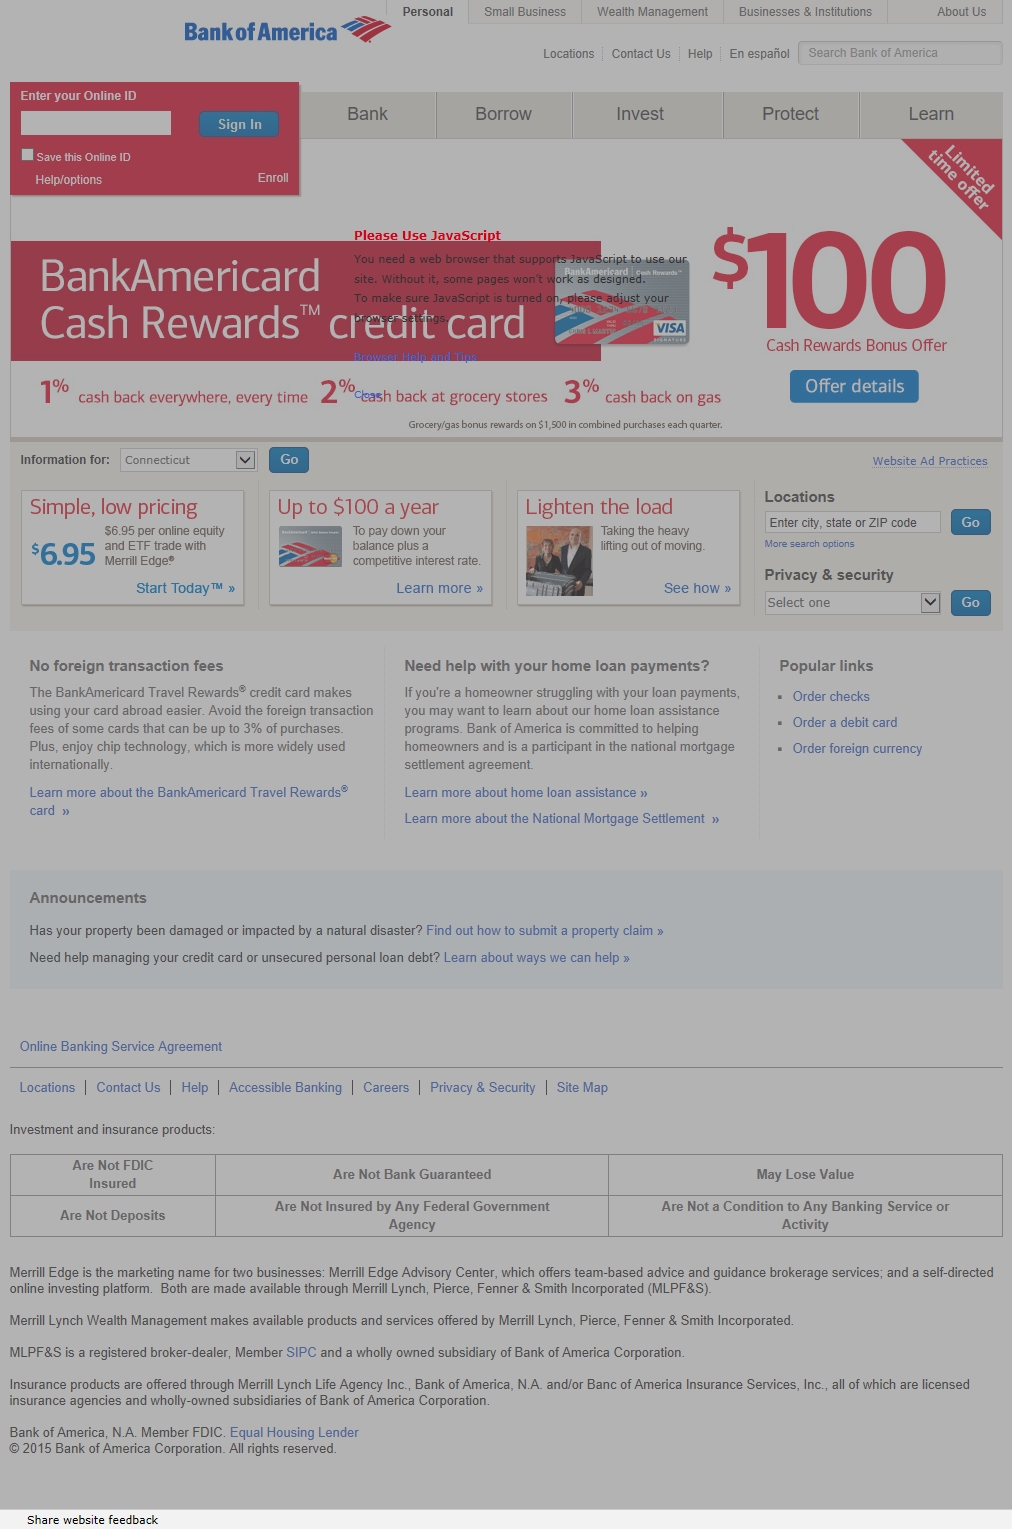 Personal
Small Business
Wealth Management
Businesses & Institutions
About Us
Bank of America
Locations
Contact Us
Help
En español
Search Bank of America
Enter your Online ID
Sign In
Save this Online ID
Help/options
Enroll
Bank
Borrow
Invest
Protect
Learn
Limited
time offer
Please Use JavaScript
You need a web browser that supports JavaScript to use our
site. Without it, some pages won't work as designed.
To make sure JavaScript is turned on, please adjust your
browser settings.
Browser Help and Tips
Close
BankAmericard
Cash Rewards™ credit card
BankAmericard Cash Rewards™
VISA
SIGNATURE
$100
Cash Rewards Bonus Offer
Offer details
1% cash back everywhere, every time
2% cash back at grocery stores
3% cash back on gas
Grocery/gas bonus rewards on $1,500 in combined purchases each quarter.
Information for:
Connecticut
Go
Website Ad Practices
Simple, low pricing
$6.95
$6.95 per online equity
and ETF trade with
Merrill Edge®
Start Today™ »
Up to $100 a year
To pay down your
balance plus a
competitive interest rate.
Learn more »
Lighten the load
Taking the heavy
lifting out of moving.
See how »
Locations
Enter city, state or ZIP code
Go
More search options
Privacy & security
Select one
Go
No foreign transaction fees
The BankAmericard Travel Rewards® credit card makes
using your card abroad easier. Avoid the foreign transaction
fees of some cards that can be up to 3% of purchases.
Plus, enjoy chip technology, which is more widely used
internationally.
Learn more about the BankAmericard Travel Rewards®
card »
Need help with your home loan payments?
If you're a homeowner struggling with your loan payments,
you may want to learn about our home loan assistance
programs. Bank of America is committed to helping
homeowners and is a participant in the national mortgage
settlement agreement.
Learn more about home loan assistance »
Learn more about the National Mortgage Settlement »
Popular links
Order checks
Order a debit card
Order foreign currency
Announcements
Has your property been damaged or impacted by a natural disaster? Find out how to submit a property claim »
Need help managing your credit card or unsecured personal loan debt? Learn about ways we can help »
Online Banking Service Agreement
Locations | Contact Us | Help | Accessible Banking | Careers | Privacy & Security | Site Map
Investment and insurance products:
Are Not FDIC
Insured
Are Not Bank Guaranteed
May Lose Value
Are Not Deposits
Are Not Insured by Any Federal Government
Agency
Are Not a Condition to Any Banking Service or
Activity
Merrill Edge is the marketing name for two businesses: Merrill Edge Advisory Center, which offers team-based advice and guidance brokerage services; and a self-directed
online investing platform. Both are made available through Merrill Lynch, Pierce, Fenner & Smith Incorporated (MLPF&S).
Merrill Lynch Wealth Management makes available products and services offered by Merrill Lynch, Pierce, Fenner & Smith Incorporated.
MLPF&S is a registered broker-dealer, Member SIPC and a wholly owned subsidiary of Bank of America Corporation.
Insurance products are offered through Merrill Lynch Life Agency Inc., Bank of America, N.A. and/or Banc of America Insurance Services, Inc., all of which are licensed
insurance agencies and wholly-owned subsidiaries of Bank of America Corporation.
Bank of America, N.A. Member FDIC. Equal Housing Lender
© 2015 Bank of America Corporation. All rights reserved.
Share website feedback